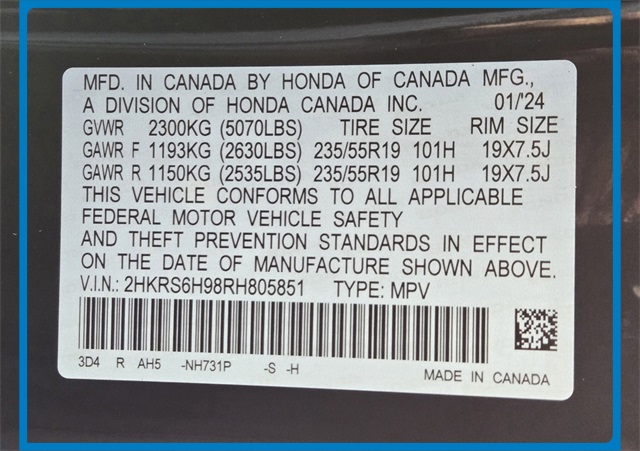 MFD. IN CANADA BY HONDA OF CANADA MFG.,
A DIVISION OF HONDA CANADA INC. 01/'24
GVWR 2300KG (5070LBS) TIRE SIZE RIM SIZE
GAWR F 1193KG (2630LBS) 235/55R19 101H 19X7.5J
GAWR R 1150KG (2535LBS) 235/55R19 101H 19X7.5J
THIS VEHICLE CONFORMS TO ALL APPLICABLE
FEDERAL MOTOR VEHICLE SAFETY
AND THEFT PREVENTION STANDARDS IN EFFECT
ON THE DATE OF MANUFACTURE SHOWN ABOVE.
V.I.N.: 2HKRS6H98RH805851 TYPE: MPV
3D4 R AH5 -NH731P -S -H
MADE IN CANADA